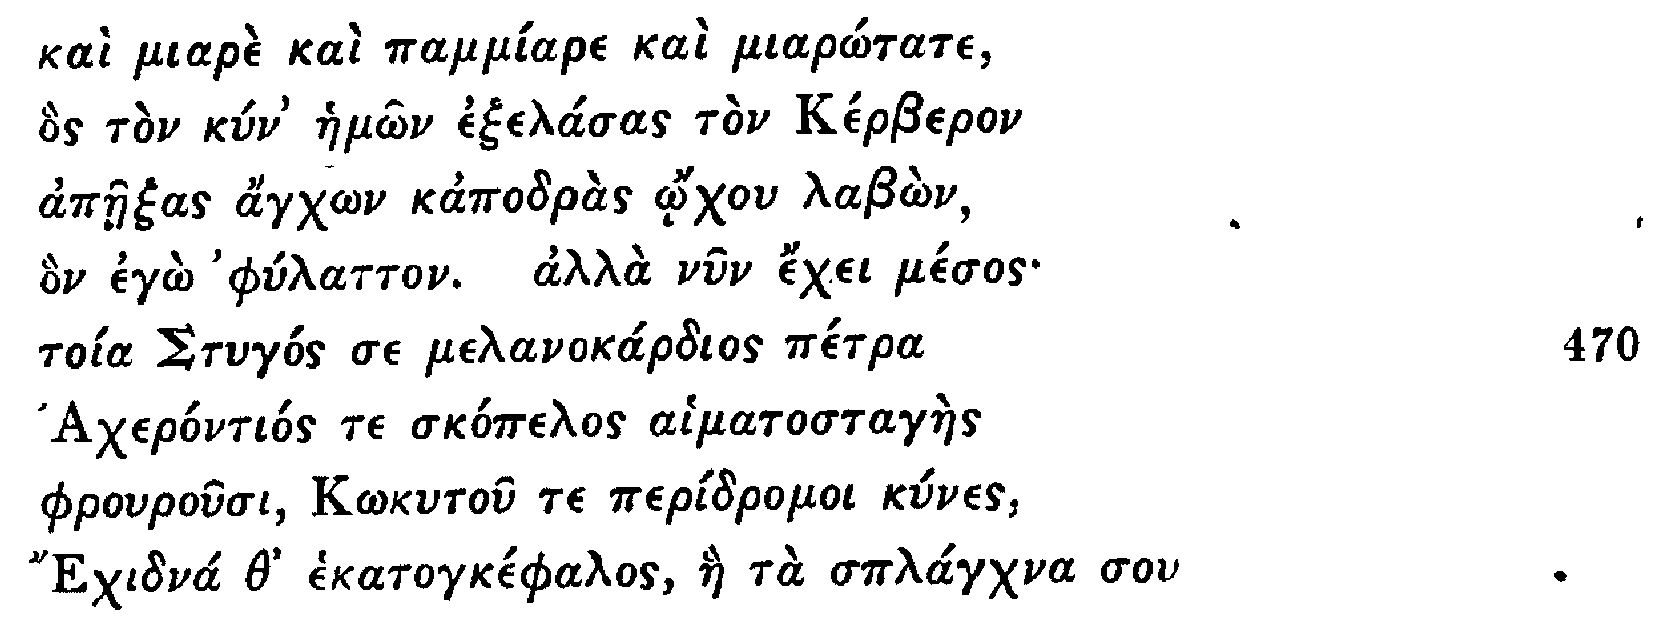 καὶ μιαρὲ καὶ παμμίαρε καὶ μιαρώτατε,
ὃς τὸν κύν' ἡμῶν ἐξελάσας τὸν Κέρβερον
ἀπῇξας ἄγχων κἀποδρὰς ᾤχου λαβὼν,
ὃν ἐγὼ 'φύλαττον. ἀλλὰ νῦν ἔχει μέσος·
τοία Στυγός σε μελανοκάρδιος πέτρα 470
Ἀχερόντιός τε σκόπελος αἱματοσταγὴς
φρουροῦσι, Κωκυτοῦ τε περίδρομοι κύνες,
Ἔχιδνά θ' ἑκατογκέφαλος, ἣ τὰ σπλάγχνα σου